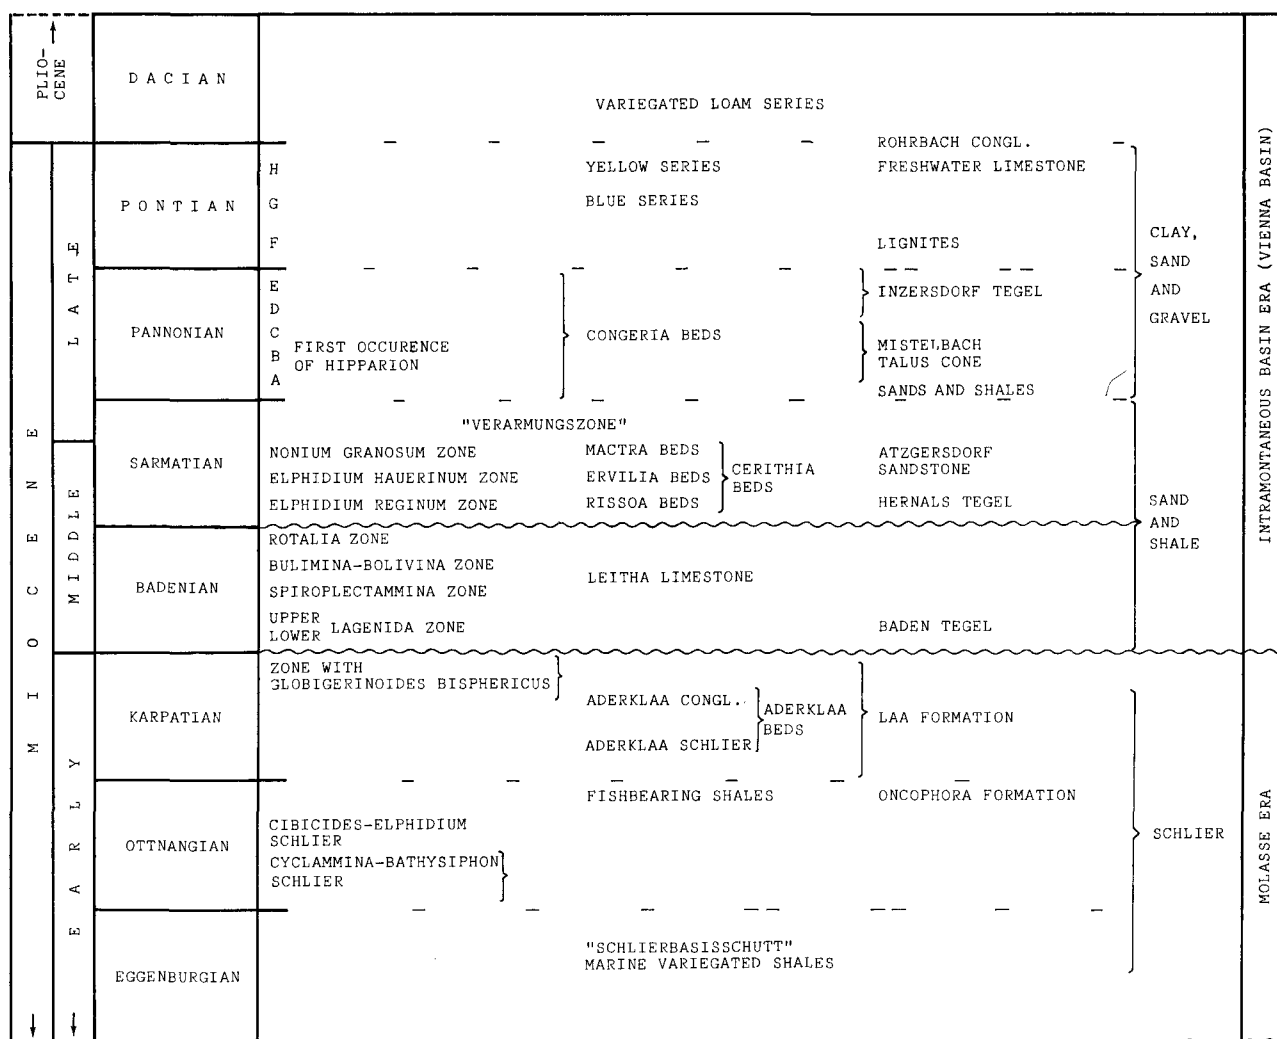 PLIO-
CENE
DACIAN
VARIEGATED LOAM SERIES
ROHRBACH CONGL.
H
YELLOW SERIES
FRESHWATER LIMESTONE
PONTIAN
G
BLUE SERIES
F
LIGNITES
CLAY,
SAND
AND
GRAVEL
LATE
PANNONIAN
E
D
C
B
A
FIRST OCCURENCE
OF HIPPARION
CONGERIA BEDS
INZERSDORF TEGEL
MISTELBACH
TALUS CONE
SANDS AND SHALES
"VERARMUNGSZONE"
SARMATIAN
NONIUM GRANOSUM ZONE
ELPHIDIUM HAUERINUM ZONE
ELPHIDIUM REGINUM ZONE
MACTRA BEDS
ERVILIA BEDS
RISSOA BEDS
CERITHIA
BEDS
ATZGERSDORF
SANDSTONE
HERNALS TEGEL
SAND
AND
SHALE
MIOCENE
MIDDLE
BADENIAN
ROTALIA ZONE
BULIMINA-BOLIVINA ZONE
SPIROPLECTAMMINA ZONE
UPPER
LOWER LAGENIDA ZONE
LEITHA LIMESTONE
BADEN TEGEL
INTRAMONTANEOUS BASIN ERA (VIENNA BASIN)
EARLY
KARPATIAN
ZONE WITH
GLOBIGERINOIDES BISPHERICUS
ADERKLAA CONGL.
ADERKLAA SCHLIER
ADERKLAA
BEDS
LAA FORMATION
OTTNANGIAN
FISHBEARING SHALES
ONCOPHORA FORMATION
CIBICIDES-ELPHIDIUM
SCHLIER
CYCLAMMINA-BATHYSIPHON
SCHLIER
SCHLIER
EGGENBURGIAN
"SCHLIERBASISSCHUTT"
MARINE VARIEGATED SHALES
MOLASSE ERA